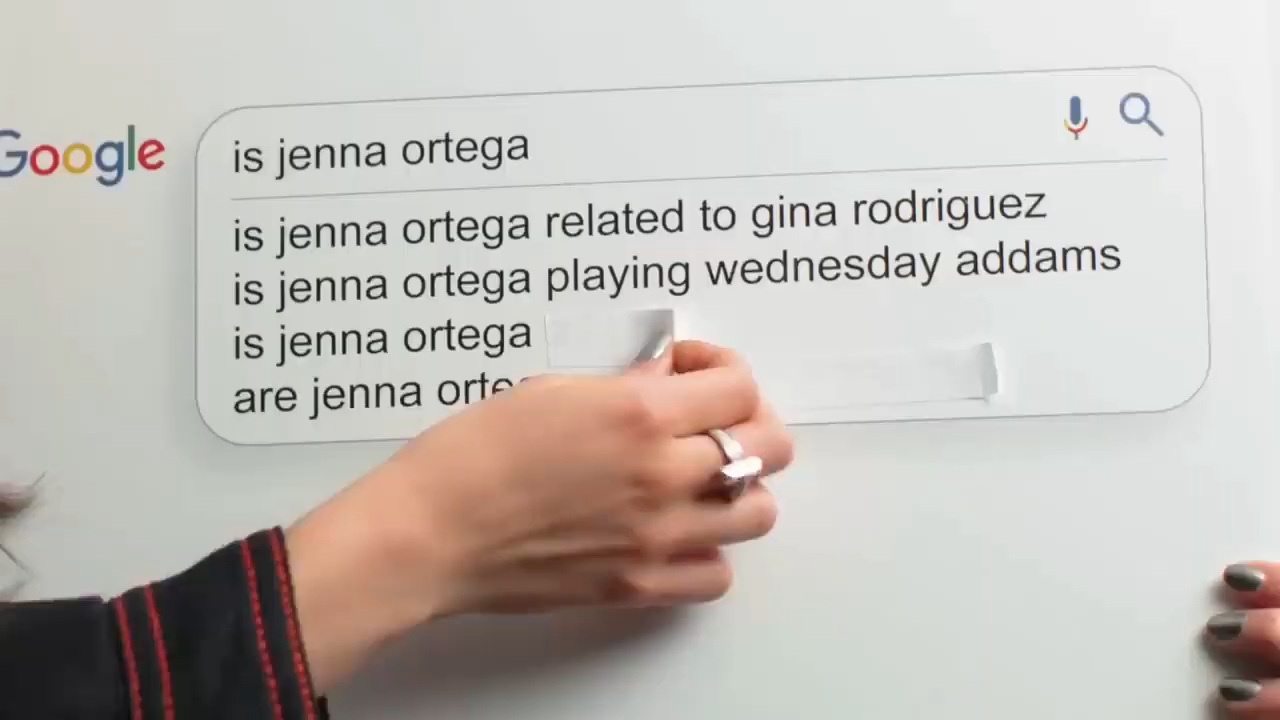 Google
is jenna ortega
is jenna ortega related to gina rodriguez
is jenna ortega playing wednesday addams
is jenna ortega
are jenna